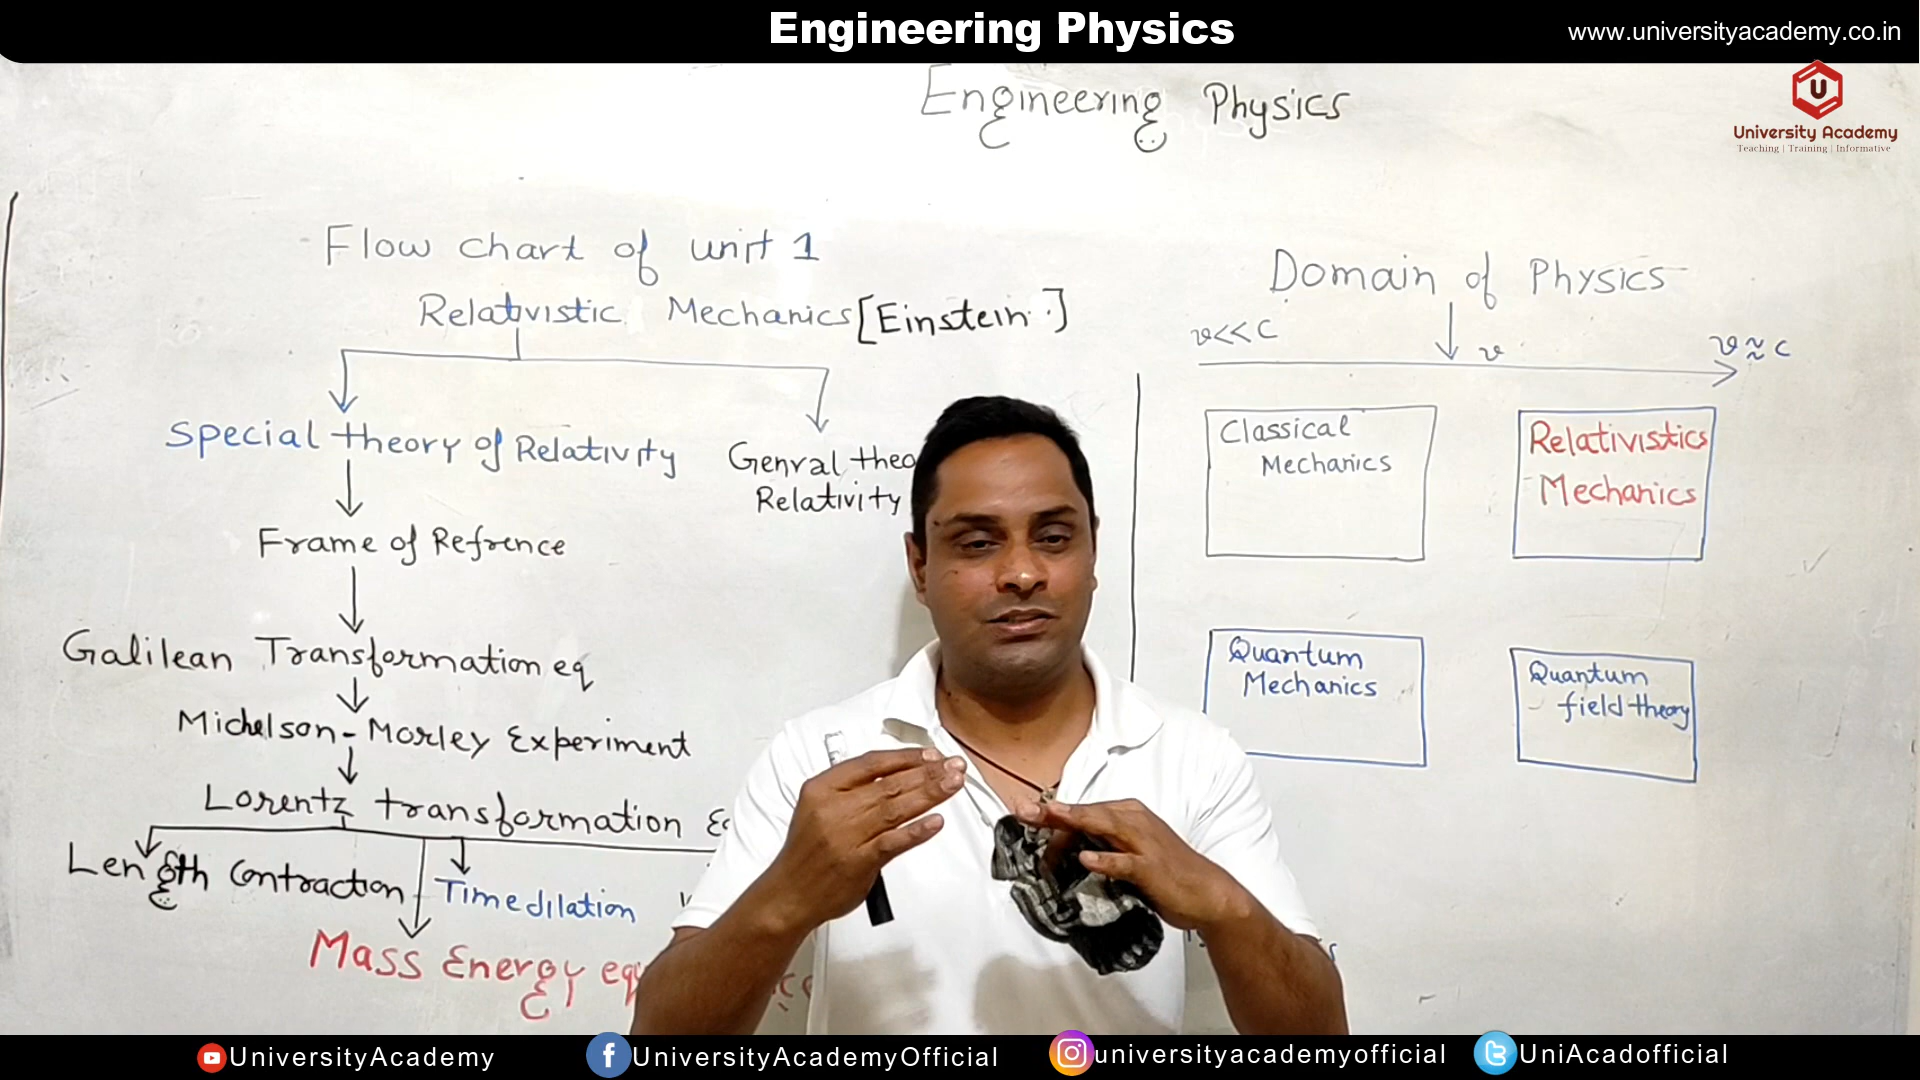 Engineering Physics
www.universityacademy.co.in
U
University Academy
Teaching | Training | Informative
Engineering Physics
Flow chart of unit 1
Relativistic Mechanics [Einstein]
Special theory of Relativity
Genral theo
Relativity
Frame of Refrence
Galilean Transformation eq
Michelson-Morley Experiment
Lorentz transformation
Length Contraction
Time dilation
Mass Energy
Domain of Physics
v<<c
v
v≈c
Classical
Mechanics
Relativistics
Mechanics
Quantum
Mechanics
Quantum
field theory
UniversityAcademy
UniversityAcademyOfficial
universityacademyofficial
UniAcadofficial